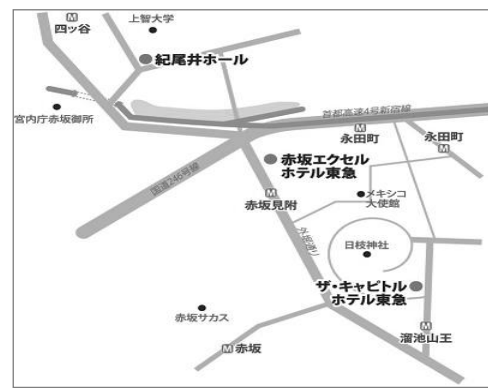 上智大学
M
四ッ谷
紀尾井ホール
宮内庁赤坂御所
首都高速4号新宿線
M
永田町
永田町
M
国道246号線
赤坂エクセル
ホテル東急
M
赤坂見附
メキシコ
大使館
外堀通り
日枝神社
ザ・キャピトル
ホテル東急
赤坂サカス
M
溜池山王
M赤坂